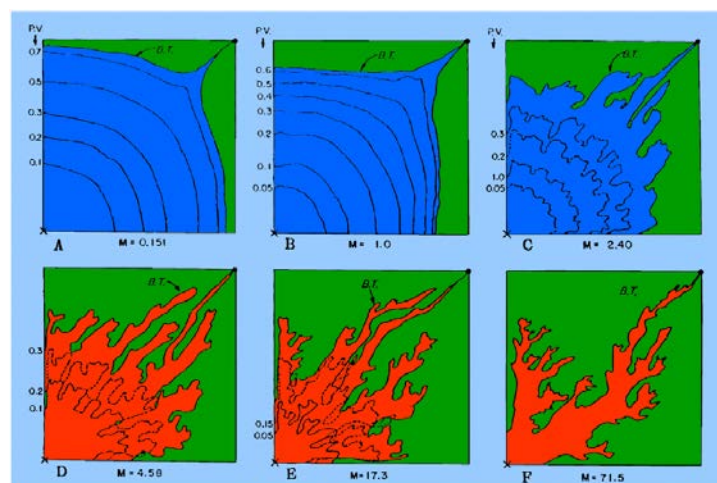 P.V.
B.T.
0.7
0.5
0.3
0.2
0.1
A M = 0.151
P.V.
B.T.
0.6
0.5
0.4
0.3
0.1
0.05
B M = 1.0
P.V.
B.T.
0.3
0.2
1.0
0.05
C M = 2.40
B.T.
0.3
0.2
0.1
D M = 4.58
B.T.
0.15
0.05
E M = 17.3
B.T.
F M = 71.5